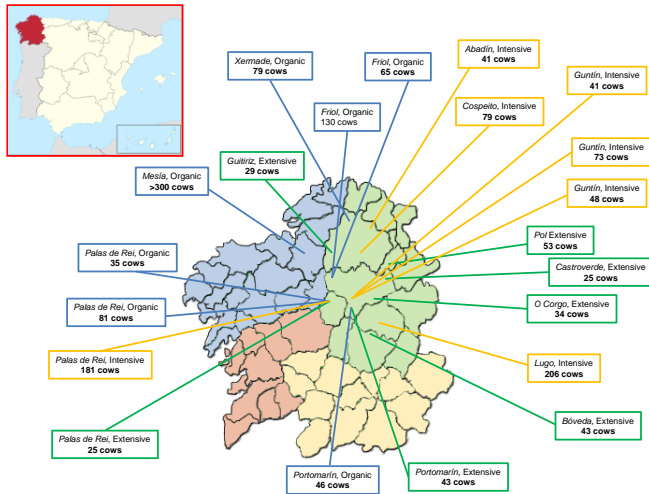 Xermade, Organic
79 cows
Friol, Organic
65 cows
Abadín, Intensive
41 cows
Guntín, Intensive
41 cows
Cospeito, Intensive
79 cows
Friol, Organic
130 cows
Guntín, Intensive
73 cows
Guitiriz, Extensive
29 cows
Mesía, Organic
>300 cows
Guntín, Intensive
48 cows
Pol Extensive
53 cows
Palas de Rei, Organic
35 cows
Castroverde, Extensive
25 cows
Palas de Rei, Organic
81 cows
O Corgo, Extensive
34 cows
Palas de Rei, Intensive
181 cows
Lugo, Intensive
206 cows
Palas de Rei, Extensive
25 cows
Bóveda, Extensive
43 cows
Portomarín, Organic
46 cows
Portomarín, Extensive
43 cows